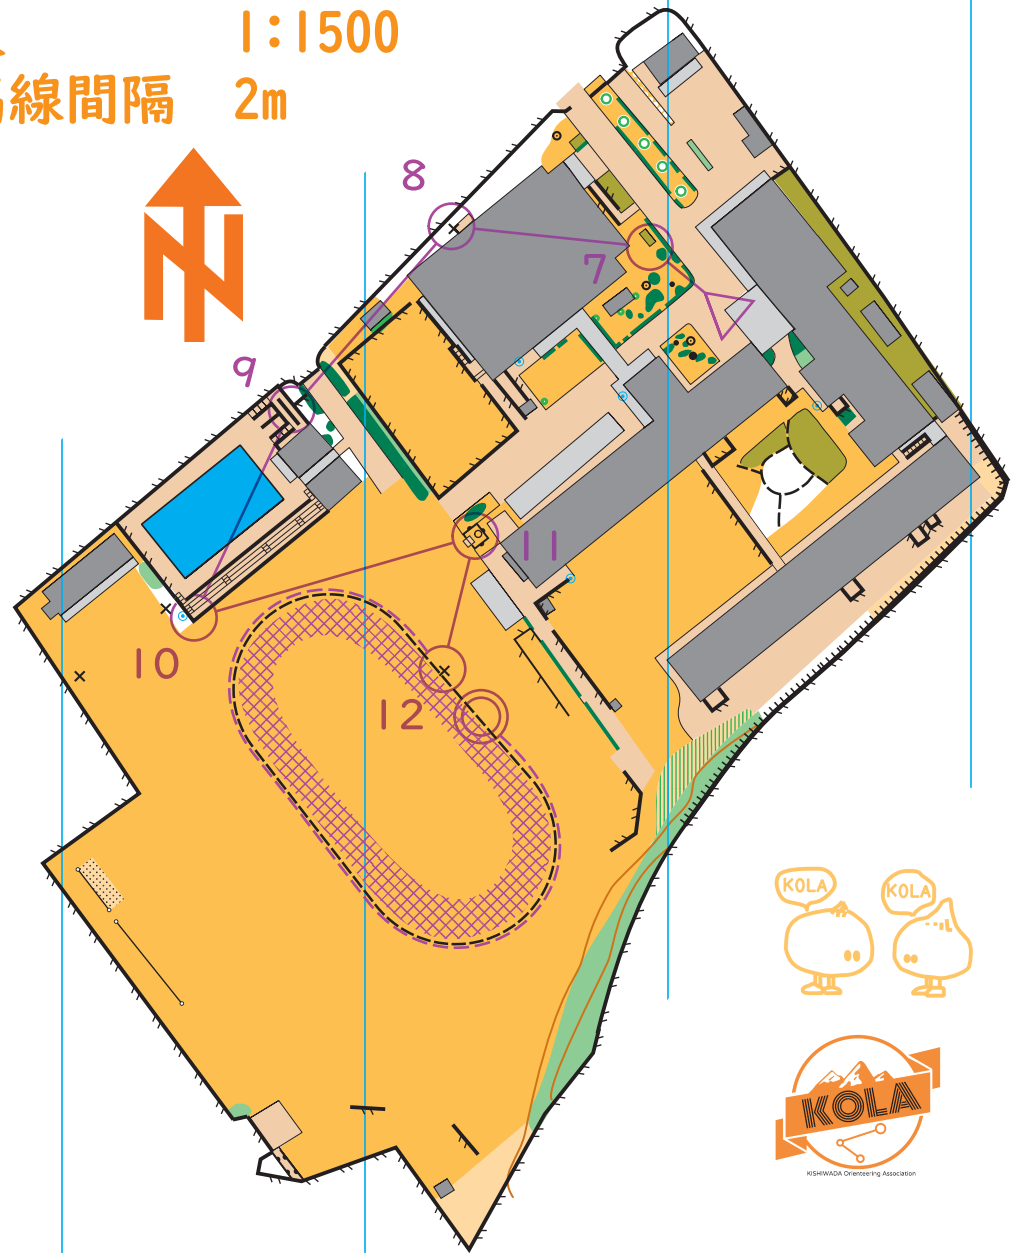 1:1500
線間隔 2m
8
7
9
11
10
12
KOLA KOLA
KOLA
KISHIWADA Orienteering Association